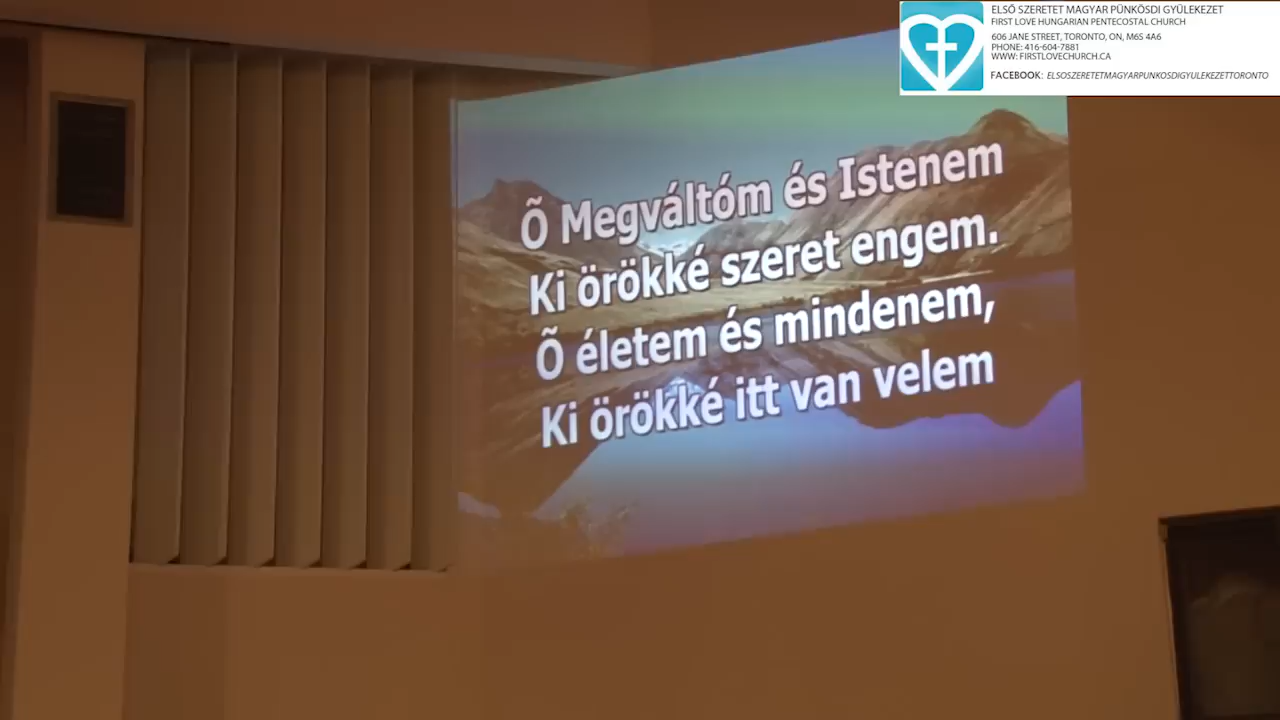 ELSŐ SZERETET MAGYAR PÜNKÖSDI GYÜLEKEZET
FIRST LOVE HUNGARIAN PENTECOSTAL CHURCH
606 JANE STREET, TORONTO, ON, M6S 4A6
PHONE: 416-604-7881
WWW: FIRSTLOVECHURCH.CA
FACEBOOK: ELSOSZERETETMAGYARPUNKOSDIGYULEKEZETTORONTO
Õ Megváltóm és Istenem
Ki örökké szeret engem.
Õ életem és mindenem,
Ki örökké itt van velem